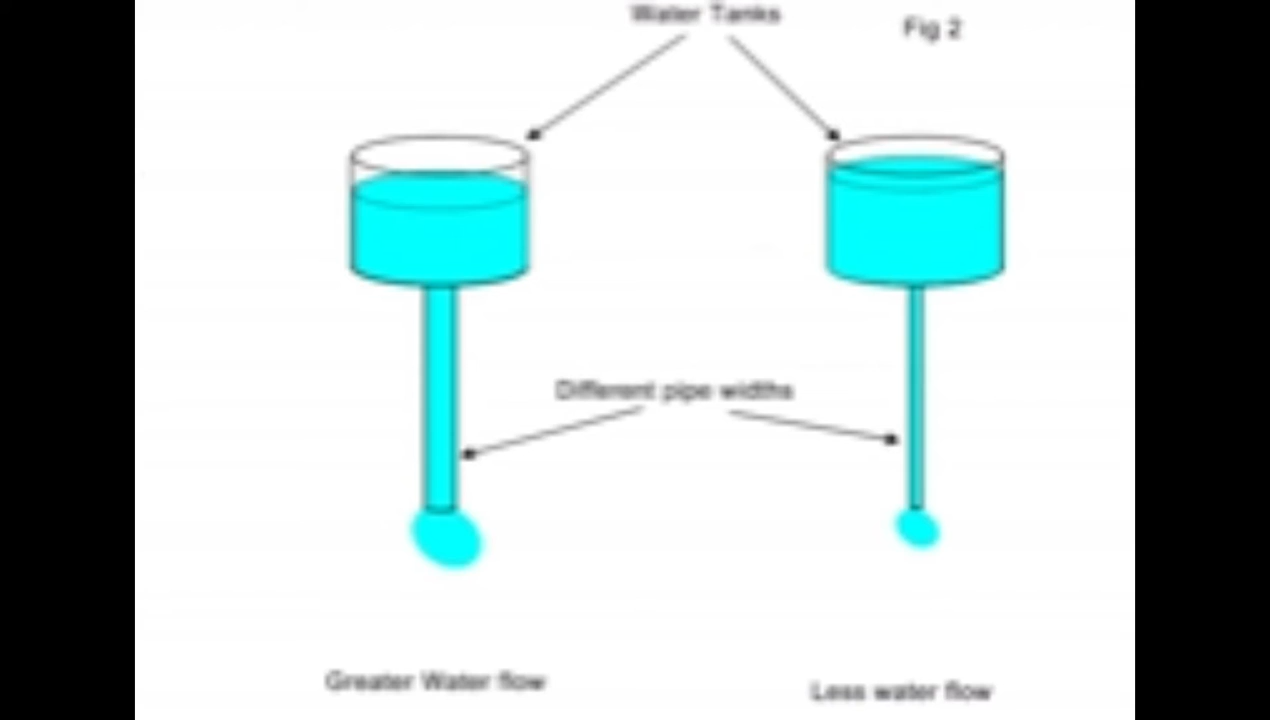 Water Tanks
Fig 2
Different pipe widths
Greater Water flow
Less water flow